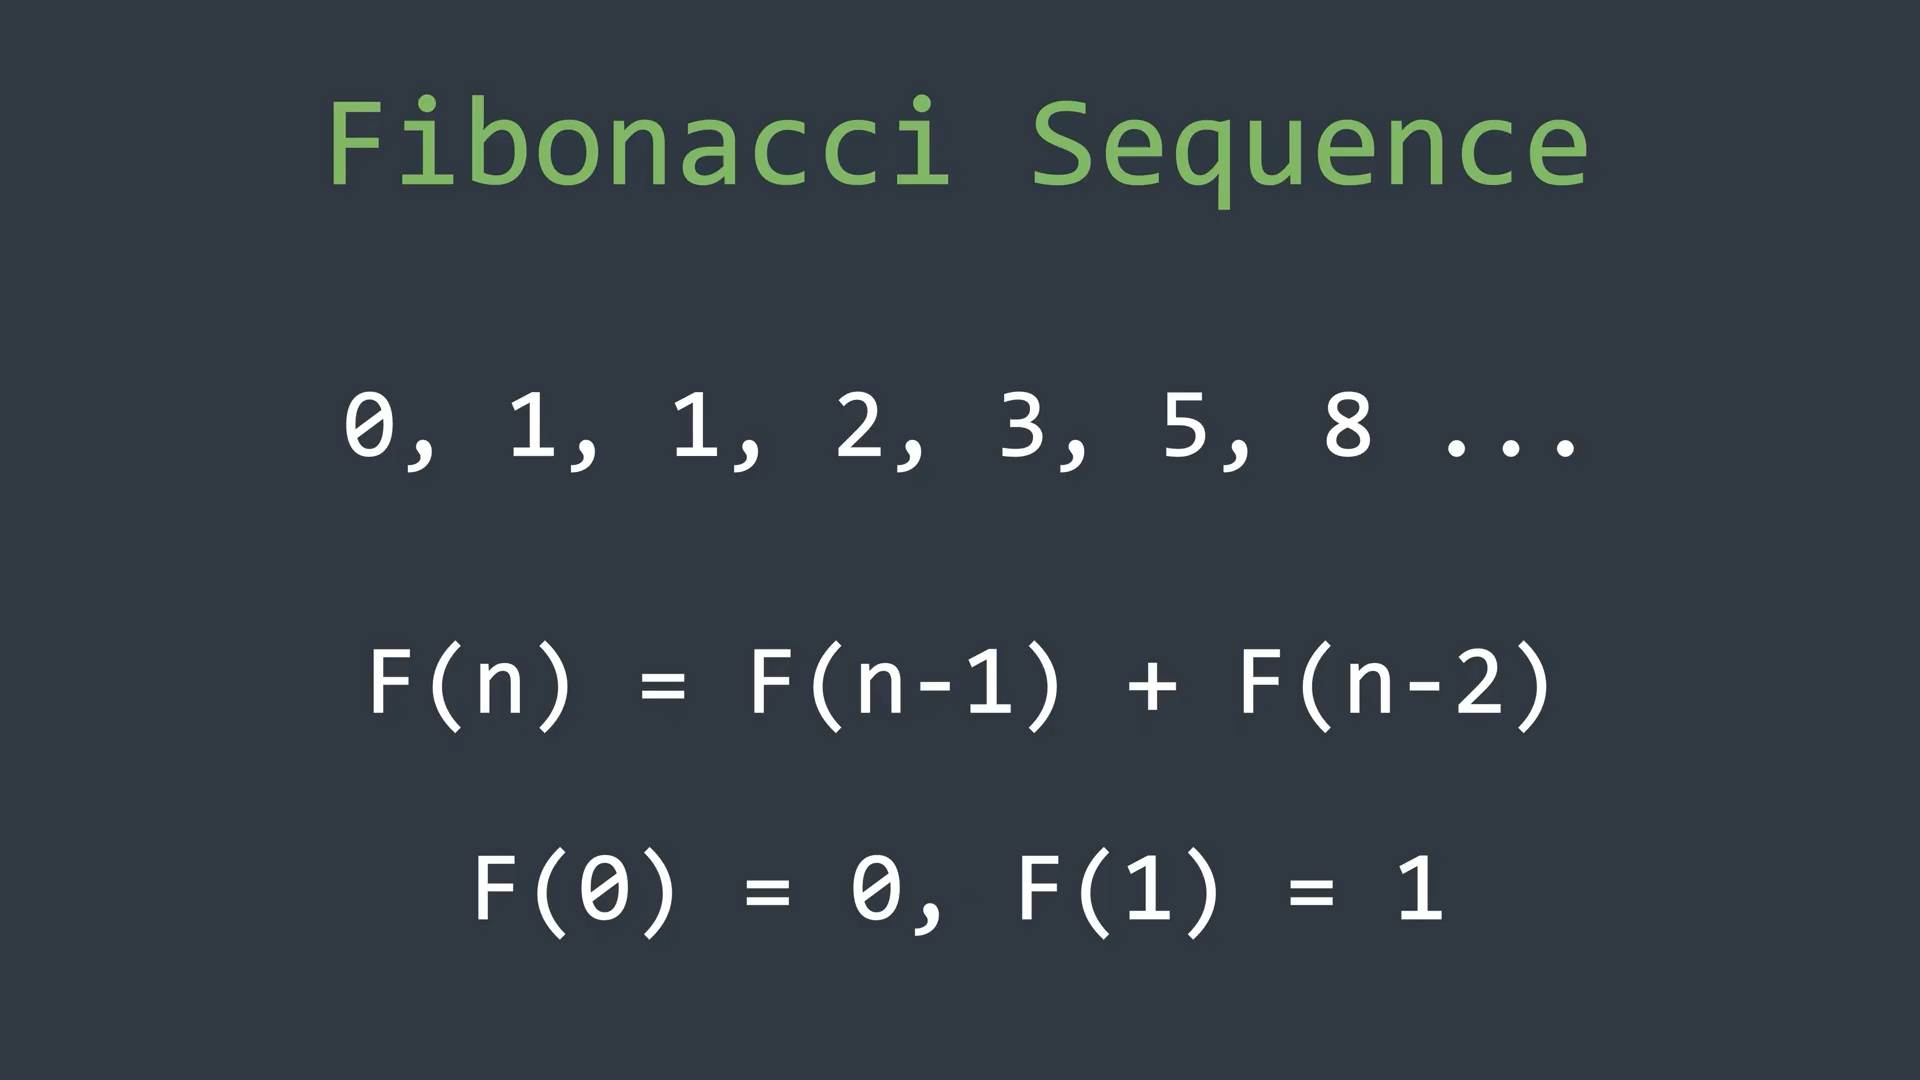 Fibonacci Sequence
0, 1, 1, 2, 3, 5, 8 ...
F(n) = F(n-1) + F(n-2)
F(0) = 0, F(1) = 1